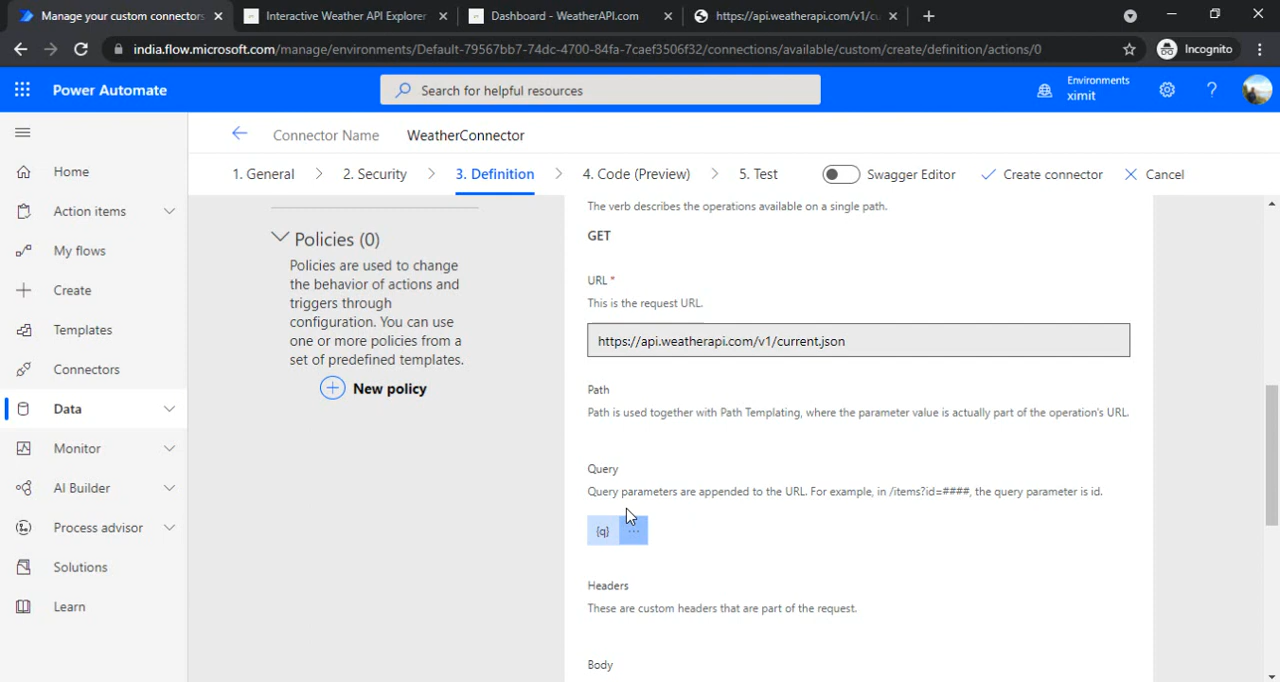 Manage your custom connectors
Interactive Weather API Explorer
Dashboard - WeatherAPI.com
https://api.weatherapi.com/v1/cu
india.flow.microsoft.com/manage/environments/Default-79567bb7-74dc-4700-84fa-7caef3506f32/connections/available/custom/create/definition/actions/0
Incognito
Power Automate
Search for helpful resources
Environments
ximit
Connector Name WeatherConnector
1. General
2. Security
3. Definition
4. Code (Preview)
5. Test
Swagger Editor
Create connector
Cancel
Home
Action items
My flows
Create
Templates
Connectors
Data
Monitor
AI Builder
Process advisor
Solutions
Learn
Policies (0)
Policies are used to change
the behavior of actions and
triggers through
configuration. You can use
one or more policies from a
set of predefined templates.
New policy
The verb describes the operations available on a single path.
GET
URL *
This is the request URL.
https://api.weatherapi.com/v1/current.json
Path
Path is used together with Path Templating, where the parameter value is actually part of the operation's URL.
Query
Query parameters are appended to the URL. For example, in /items?id=####, the query parameter is id.
{q} ...
Headers
These are custom headers that are part of the request.
Body